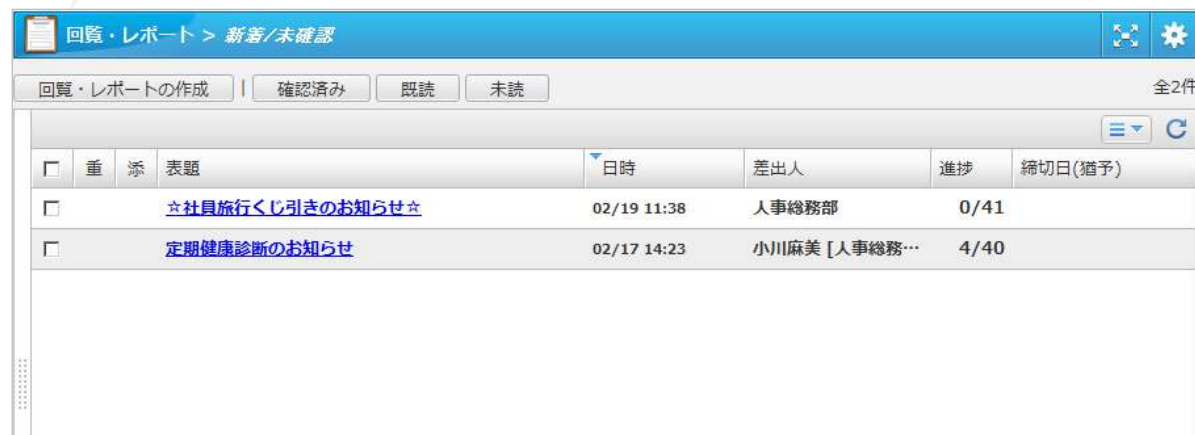 回覧・レポート > 新着/未確認
回覧・レポートの作成 | 確認済み 既読 未読 全2件
重 添 表題 日時 差出人 進捗 締切日(猶予)
☆社員旅行くじ引きのお知らせ☆ 02/19 11:38 人事総務部 0/41
定期健康診断のお知らせ 02/17 14:23 小川麻美 [人事総務… 4/40